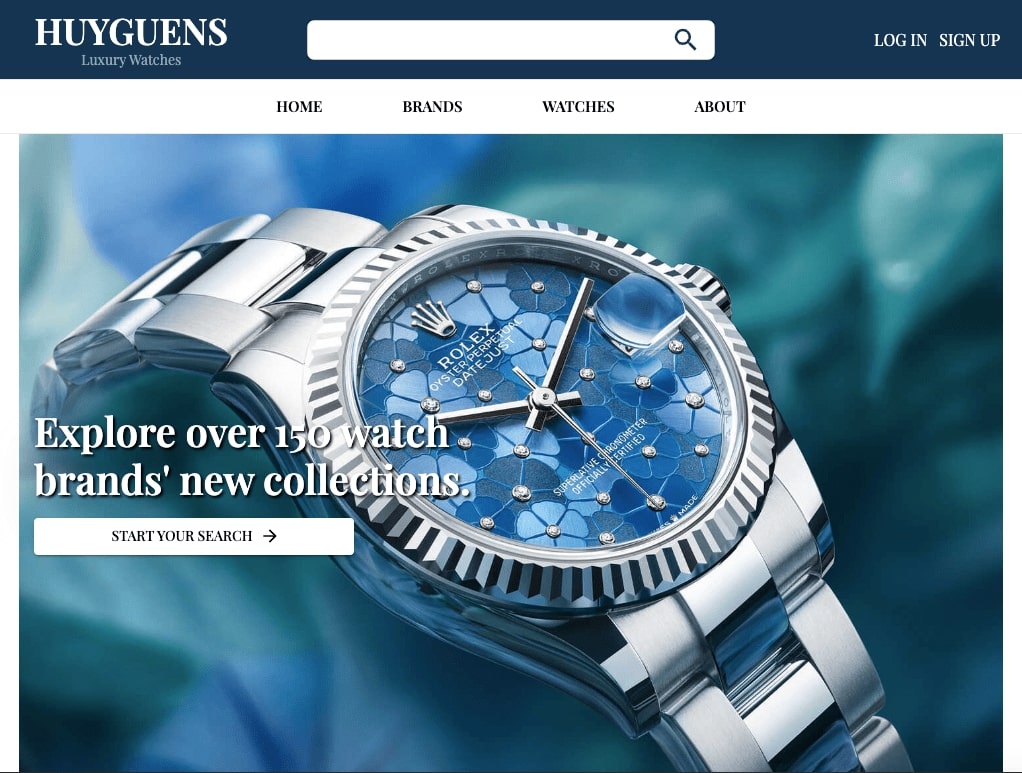 HUYGUENS
Luxury Watches
LOG IN SIGN UP
HOME BRANDS WATCHES ABOUT
ROLEX
OYSTER PERPETUAL
DATEJUST
SUPERLATIVE CHRONOMETER
OFFICIALLY CERTIFIED
MADE
Explore over 150 watch
brands' new collections.
START YOUR SEARCH →